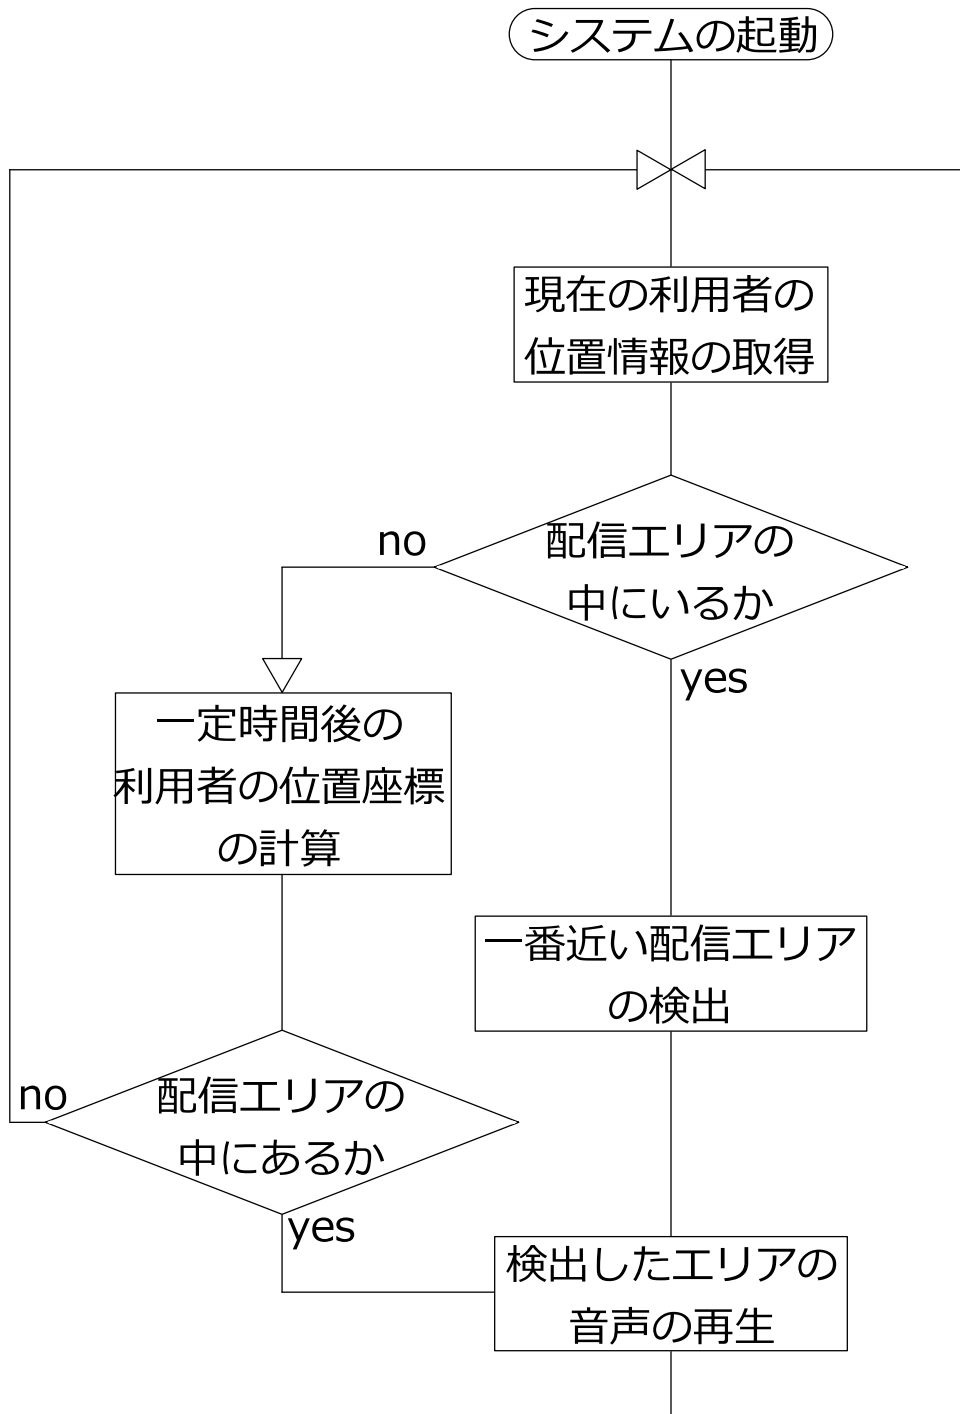 システムの起動
現在の利用者の
位置情報の取得
配信エリアの
中にいるか
no
yes
一定時間後の
利用者の位置座標
の計算
一番近い配信エリア
の検出
配信エリアの
中にあるか
no
yes
検出したエリアの
音声の再生